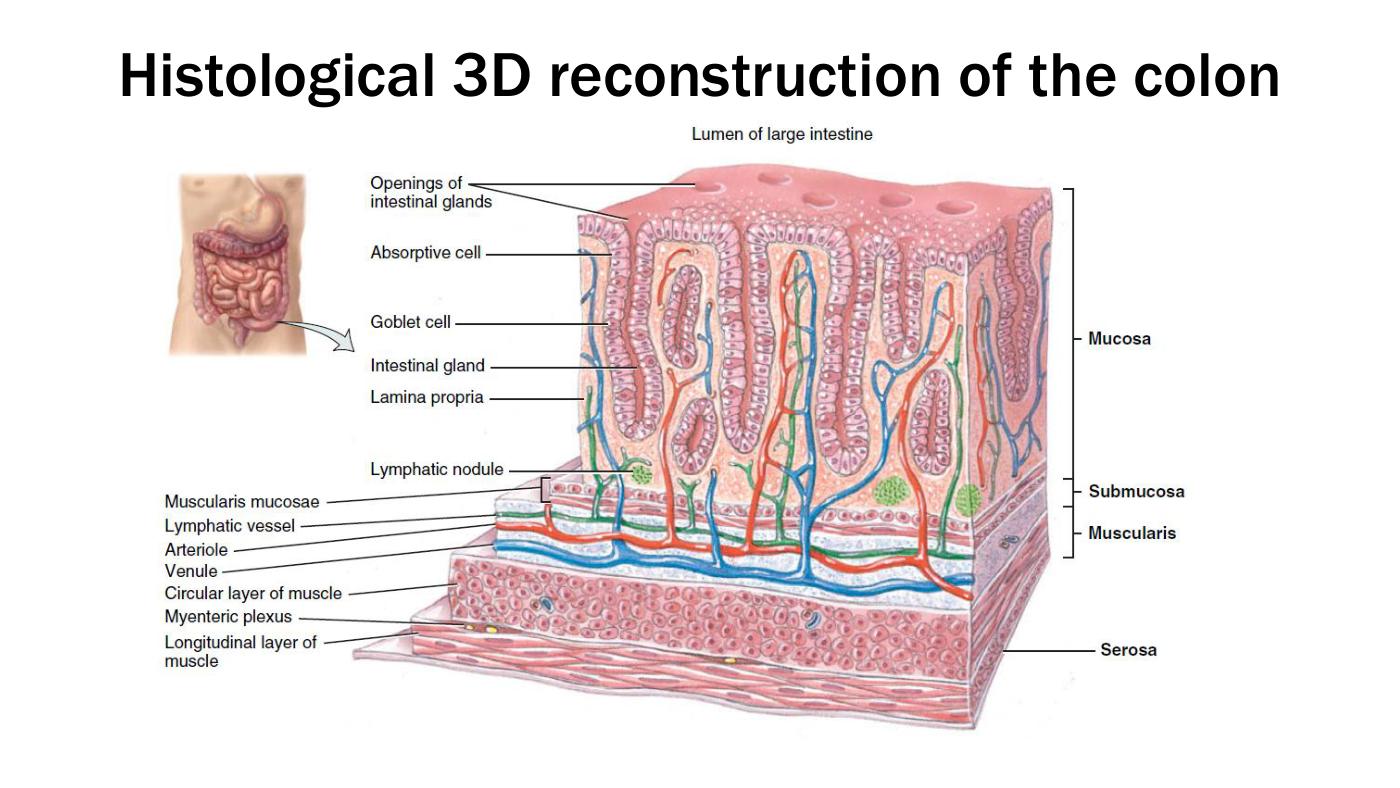 Histological 3D reconstruction of the colon
Lumen of large intestine
Openings of
intestinal glands
Absorptive cell
Goblet cell
Intestinal gland
Lamina propria
Lymphatic nodule
Muscularis mucosae
Lymphatic vessel
Arteriole
Venule
Circular layer of muscle
Myenteric plexus
Longitudinal layer of
muscle
Mucosa
Submucosa
Muscularis
Serosa